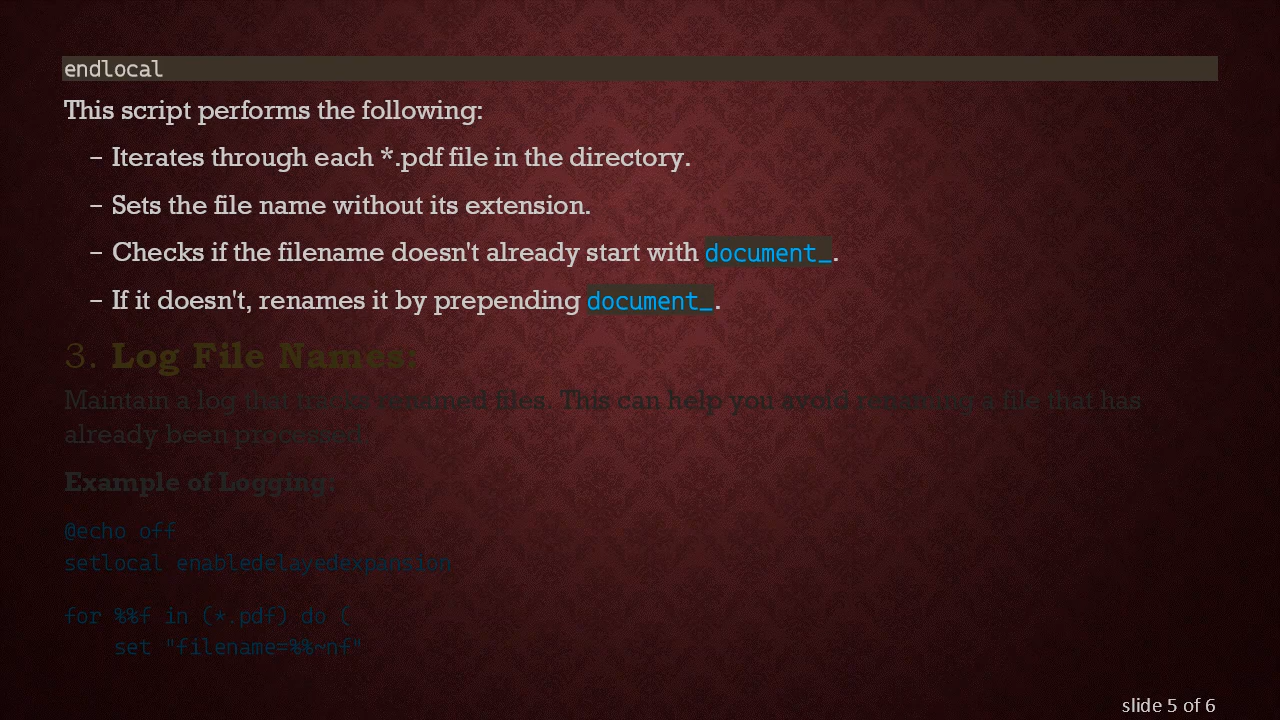 endlocal
This script performs the following:
– Iterates through each *.pdf file in the directory.
– Sets the file name without its extension.
– Checks if the filename doesn't already start with document_.
– If it doesn't, renames it by prepending document_.
3. Log File Names:
Maintain a log that tracks renamed files. This can help you avoid renaming a file that has
already been processed.
Example of Logging:
@echo off
setlocal enabledelayedexpansion
for %%f in (*.pdf) do (
    set "filename=%%~nf"
slide 5 of 6